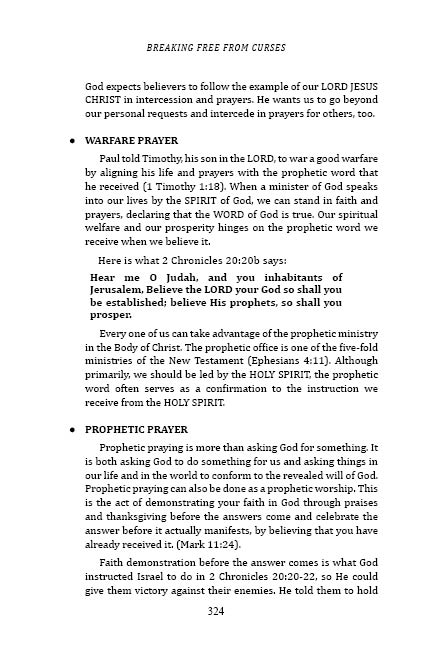 BREAKING FREE FROM CURSES
God expects believers to follow the example of our LORD JESUS
CHRIST in intercession and prayers. He wants us to go beyond
our personal requests and intercede in prayers for others, too.
● WARFARE PRAYER
Paul told Timothy, his son in the LORD, to war a good warfare
by aligning his life and prayers with the prophetic word that
he received (1 Timothy 1:18). When a minister of God speaks
into our lives by the SPIRIT of God, we can stand in faith and
prayers, declaring that the WORD of God is true. Our spiritual
welfare and our prosperity hinges on the prophetic word we
receive when we believe it.
Here is what 2 Chronicles 20:20b says:
Hear me O Judah, and you inhabitants of
Jerusalem, Believe the LORD your God so shall you
be established; believe His prophets, so shall you
prosper.
Every one of us can take advantage of the prophetic ministry
in the Body of Christ. The prophetic office is one of the five-fold
ministries of the New Testament (Ephesians 4:11). Although
primarily, we should be led by the HOLY SPIRIT, the prophetic
word often serves as a confirmation to the instruction we
receive from the HOLY SPIRIT.
● PROPHETIC PRAYER
Prophetic praying is more than asking God for something. It
is both asking God to do something for us and asking things in
our life and in the world to conform to the revealed will of God.
Prophetic praying can also be done as a prophetic worship. This
is the act of demonstrating your faith in God through praises
and thanksgiving before the answers come and celebrate the
answer before it actually manifests, by believing that you have
already received it. (Mark 11:24).
Faith demonstration before the answer comes is what God
instructed Israel to do in 2 Chronicles 20:20-22, so He could
give them victory against their enemies. He told them to hold
324